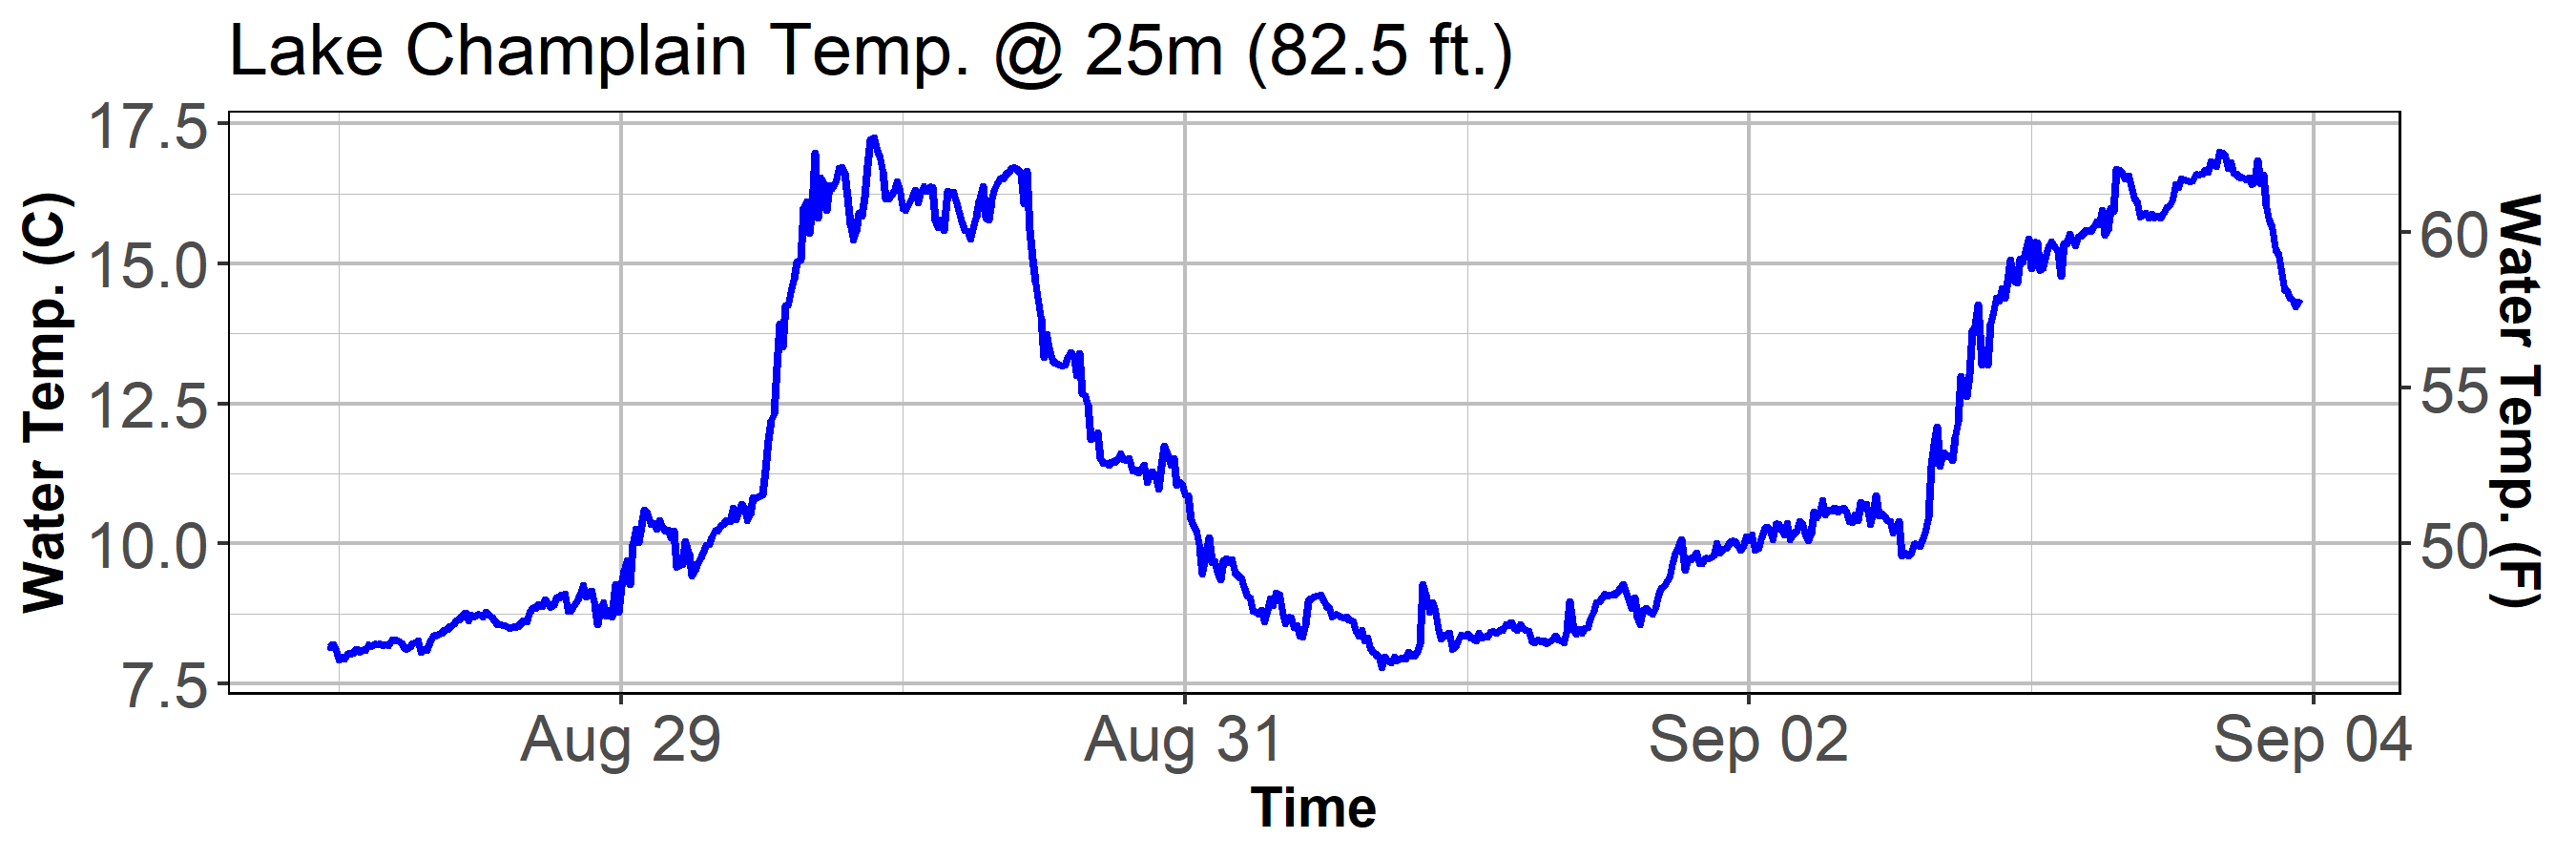 Lake Champlain Temp. @ 25m (82.5 ft.)
Water Temp. (C)
17.5
15.0
12.5
10.0
7.5
60
55
50
Water Temp. (F)
Aug 29
Aug 31
Sep 02
Sep 04
Time